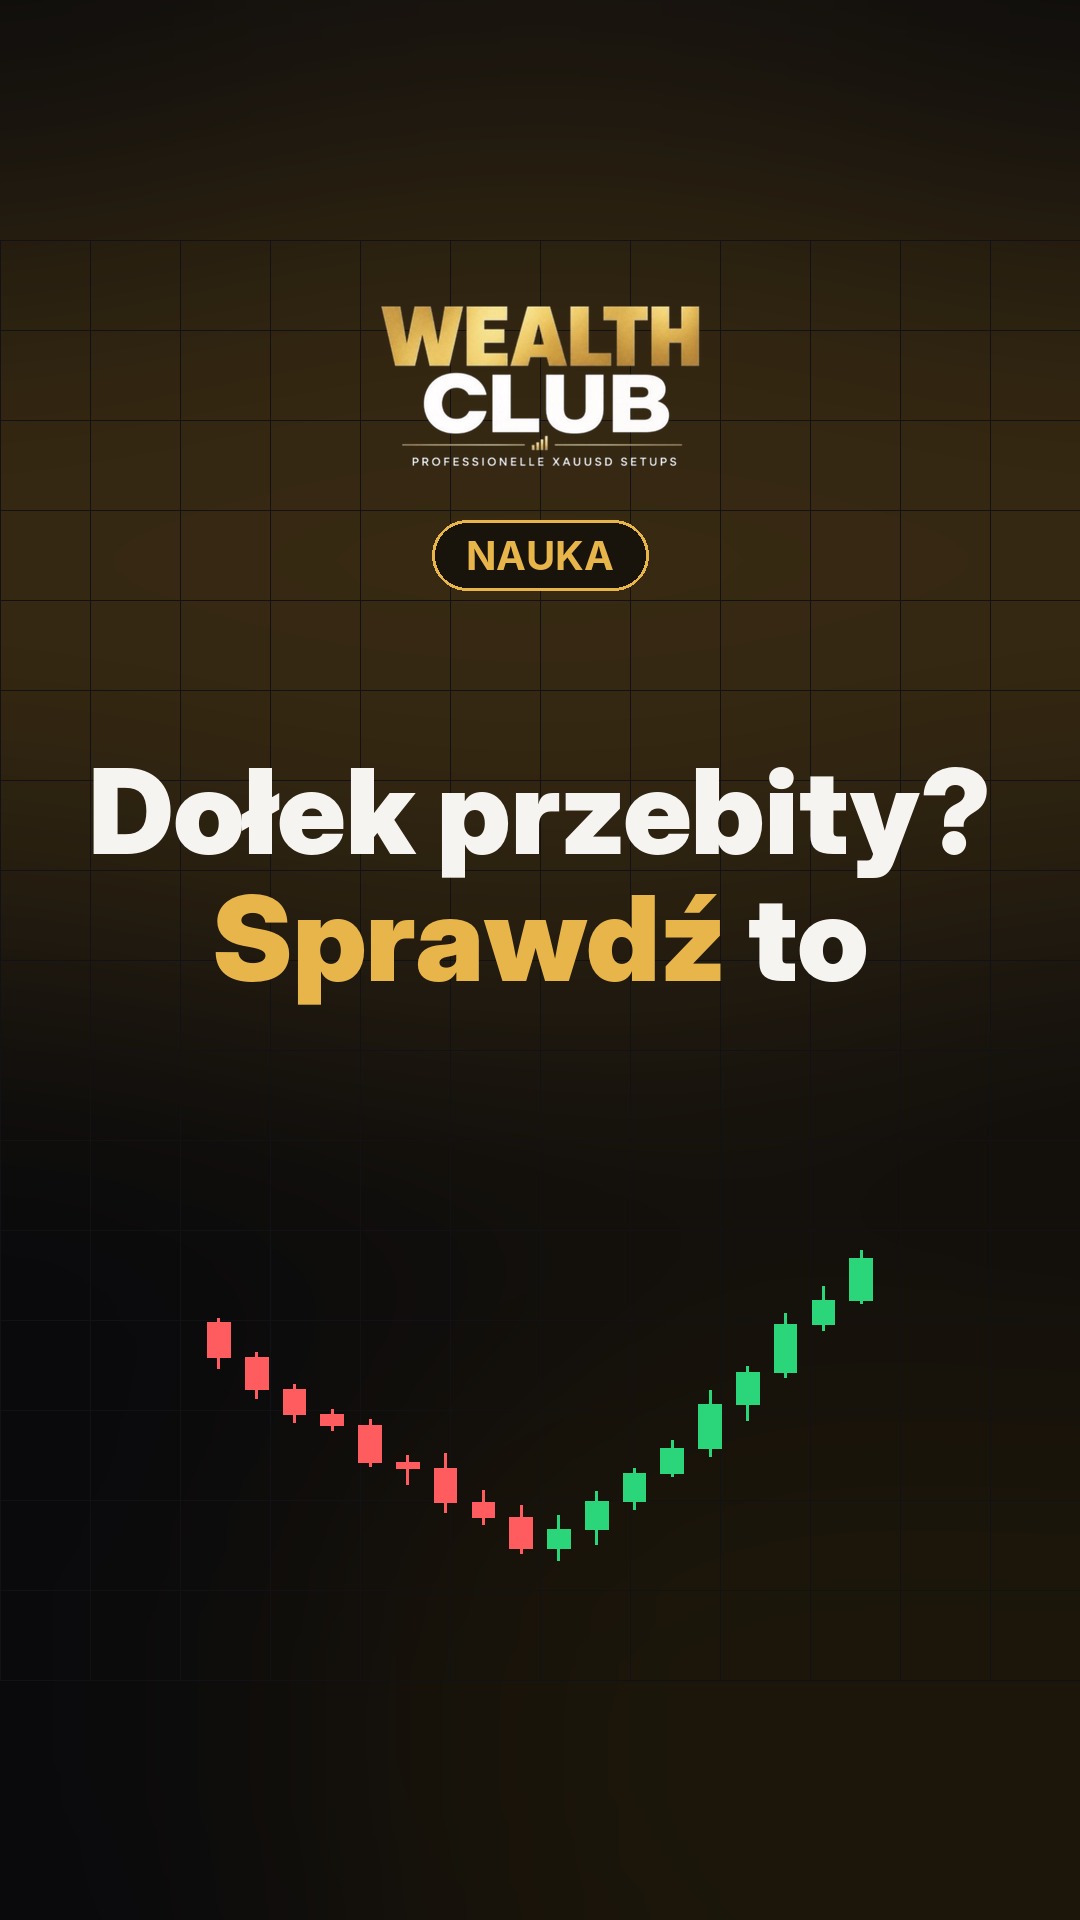 WEALTH
CLUB
PROFESSIONELLE XAUUSD SETUPS
NAUKA
Dołek przebity?
Sprawdź to